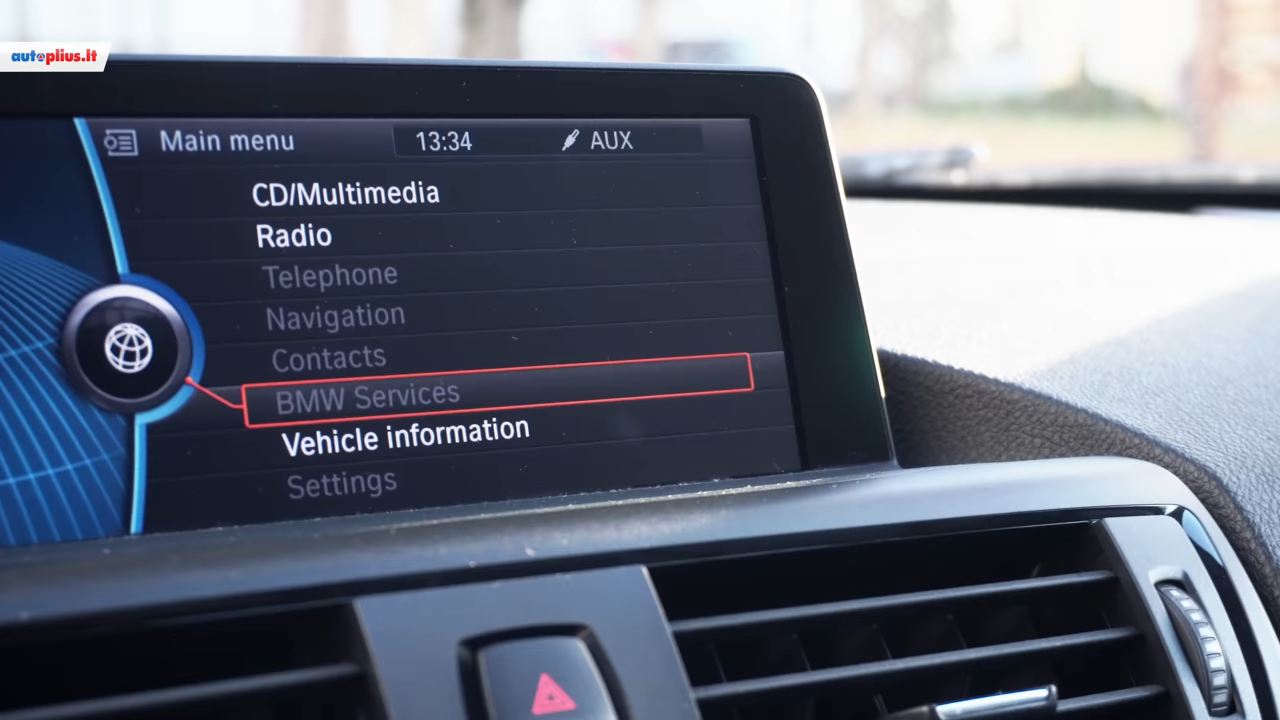 autoplius.lt
Main menu 13:34 AUX
CD/Multimedia
Radio
Telephone
Navigation
Contacts
BMW Services
Vehicle information
Settings